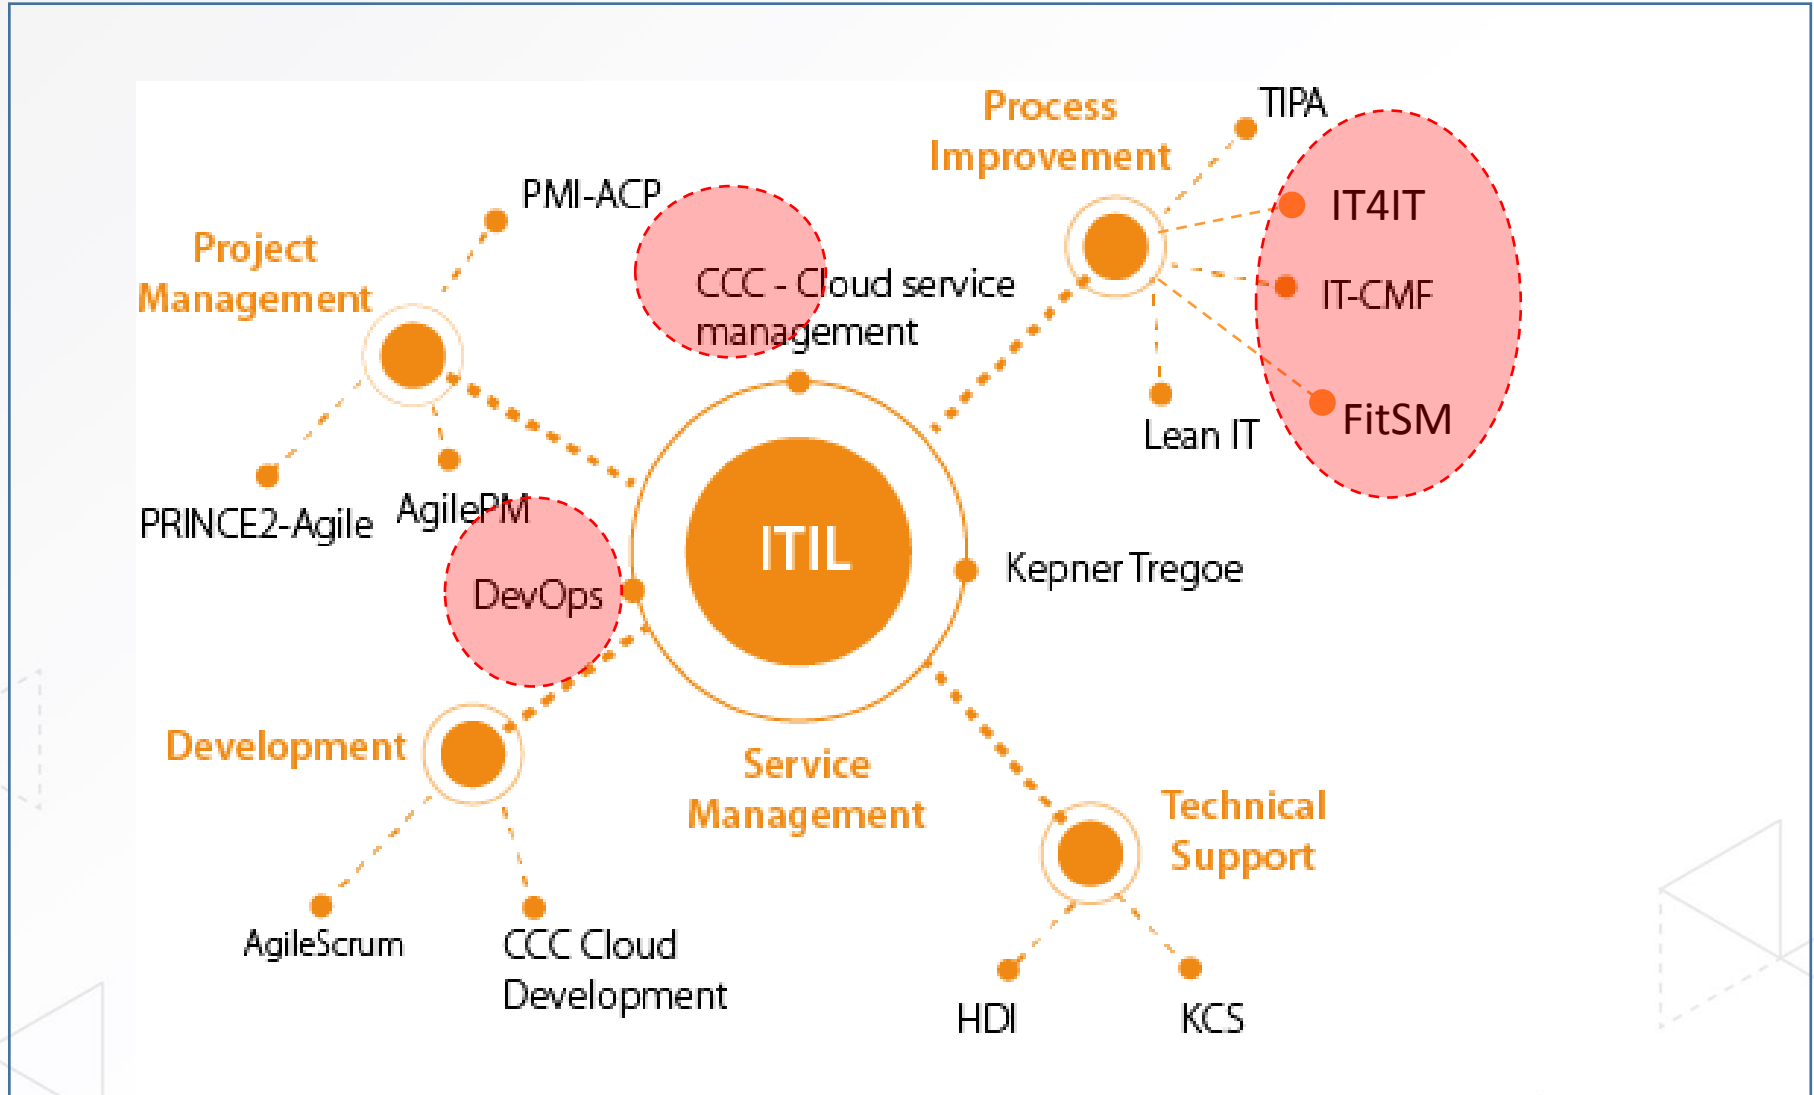 Process
Improvement
TIPA
IT4IT
IT-CMF
FitSM
Lean IT
PMI-ACP
Project
Management
PRINCE2-Agile
AgilePM
CCC - Cloud service
management
DevOps
ITIL
Kepner Tregoe
Service
Management
Development
AgileScrum
CCC Cloud
Development
Technical
Support
HDI
KCS